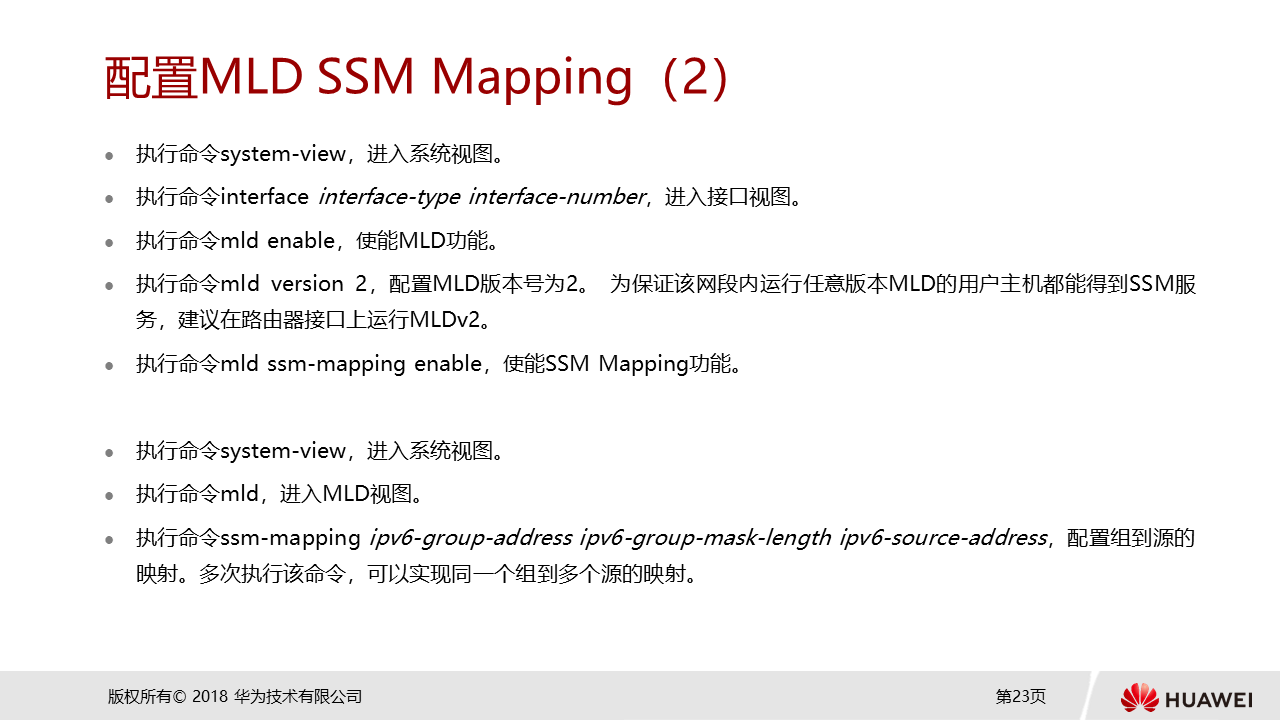 配置MLD SSM Mapping（2）
执行命令system-view，进入系统视图。
执行命令interface interface-type interface-number，进入接口视图。
执行命令mld enable，使能MLD功能。
执行命令mld version 2，配置MLD版本号为2。 为保证该网段内运行任意版本MLD的用户主机都能得到SSM服
务，建议在路由器接口上运行MLDv2。
执行命令mld ssm-mapping enable，使能SSM Mapping功能。
执行命令system-view，进入系统视图。
执行命令mld，进入MLD视图。
执行命令ssm-mapping ipv6-group-address ipv6-group-mask-length ipv6-source-address，配置组到源的
映射。多次执行该命令，可以实现同一个组到多个源的映射。
版权所有© 2018 华为技术有限公司
第23页
HUAWEI